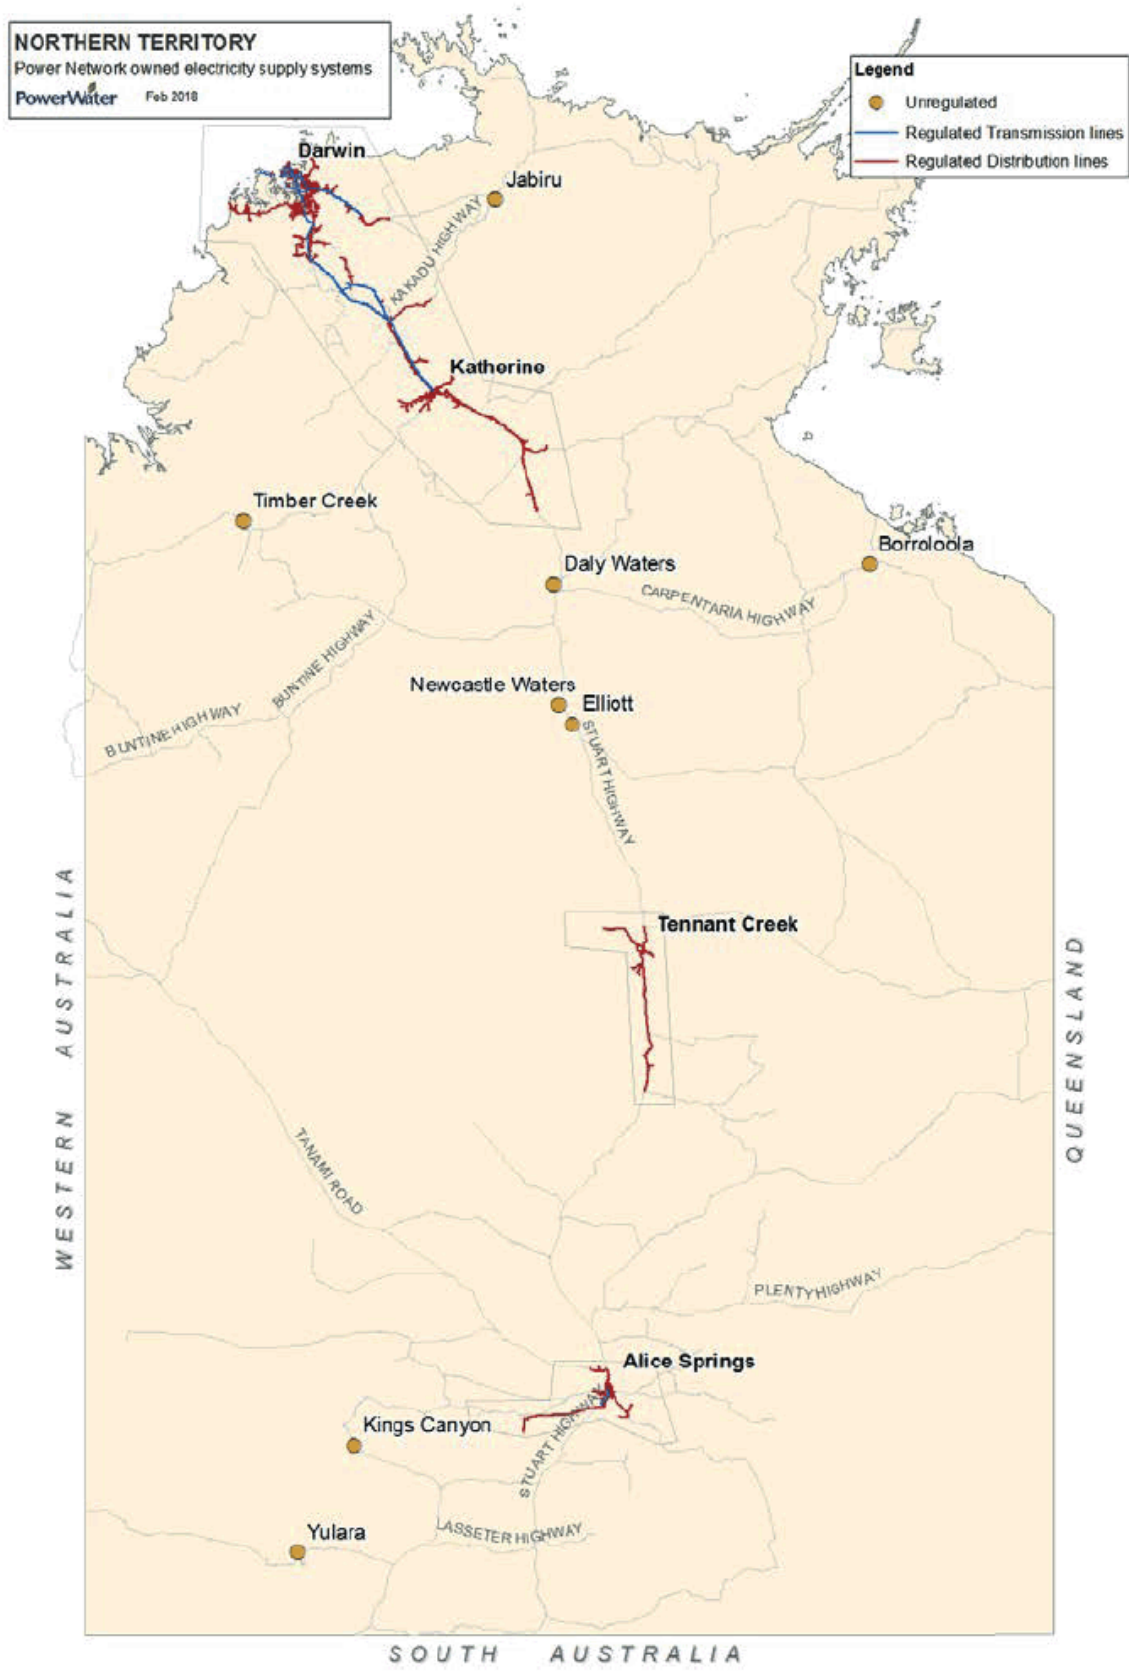 NORTHERN TERRITORY
Power Network owned electricity supply systems
PowerWater Feb 2018
Legend
Unregulated
Regulated Transmission lines
Regulated Distribution lines
Darwin
Jabiru
KAKADU HIGHWAY
Katherine
Timber Creek
Borroloola
Daly Waters
CARPENTARIA HIGHWAY
BUNTINE HIGHWAY
Newcastle Waters
Elliott
BUNTINE HIGHWAY
STUART HIGHWAY
WESTERN AUSTRALIA
Tennant Creek
QUEENSLAND
TANAMI ROAD
PLENTY HIGHWAY
Alice Springs
Kings Canyon
STUART HIGHWAY
Yulara
LASSETER HIGHWAY
SOUTH AUSTRALIA